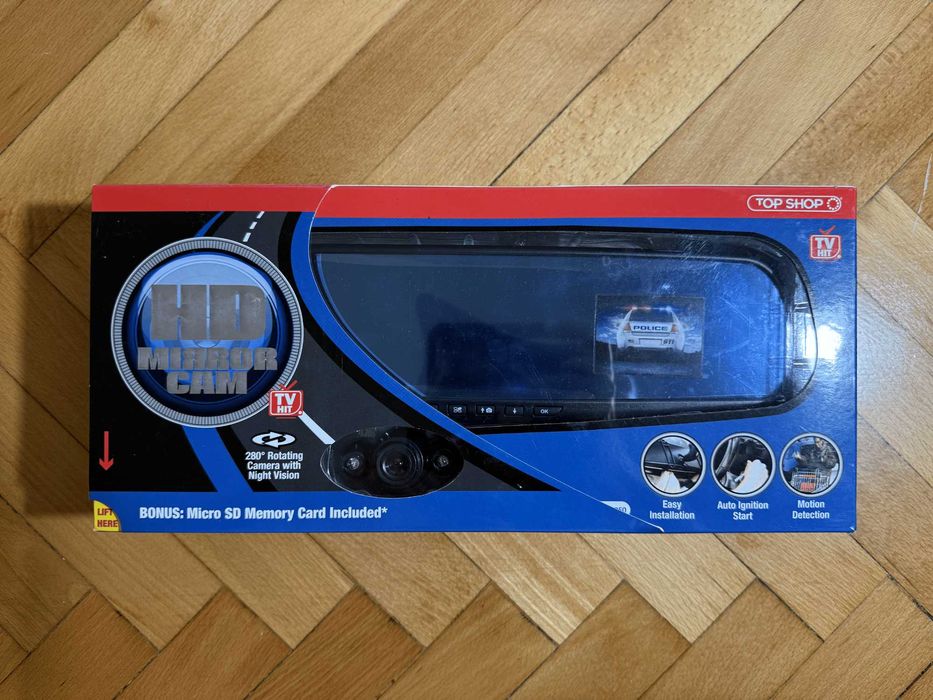 TOP SHOP
TV
HIT
HD
MIRROR
CAM
TV
HIT
POLICE
911
OK
280° Rotating
Camera with
Night Vision
Easy
Installation
Auto Ignition
Start
Motion
Detection
LIFT
HERE
BONUS: Micro SD Memory Card Included*